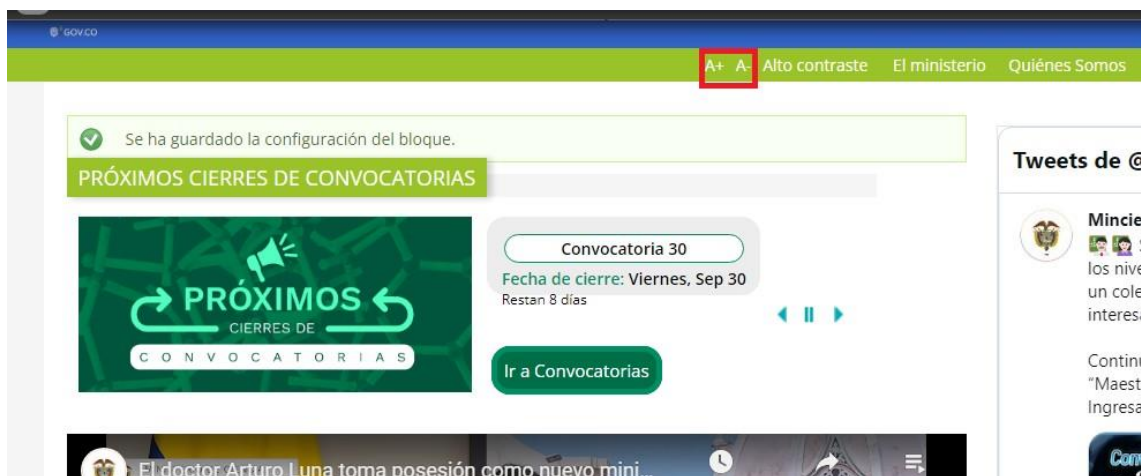 GOV.CO
A+ A- Alto contraste El ministerio Quiénes Somos
Se ha guardado la configuración del bloque.
PRÓXIMOS CIERRES DE CONVOCATORIAS
PRÓXIMOS
CIERRES DE
CONVOCATORIAS
Convocatoria 30
Fecha de cierre: Viernes, Sep 30
Restan 8 días
Ir a Convocatorias
El doctor Arturo Luna toma posesión como nuevo mini...
Tweets de @
Mincie
los nive
un cole
interesa
Continu
"Maest
Ingresa
Con